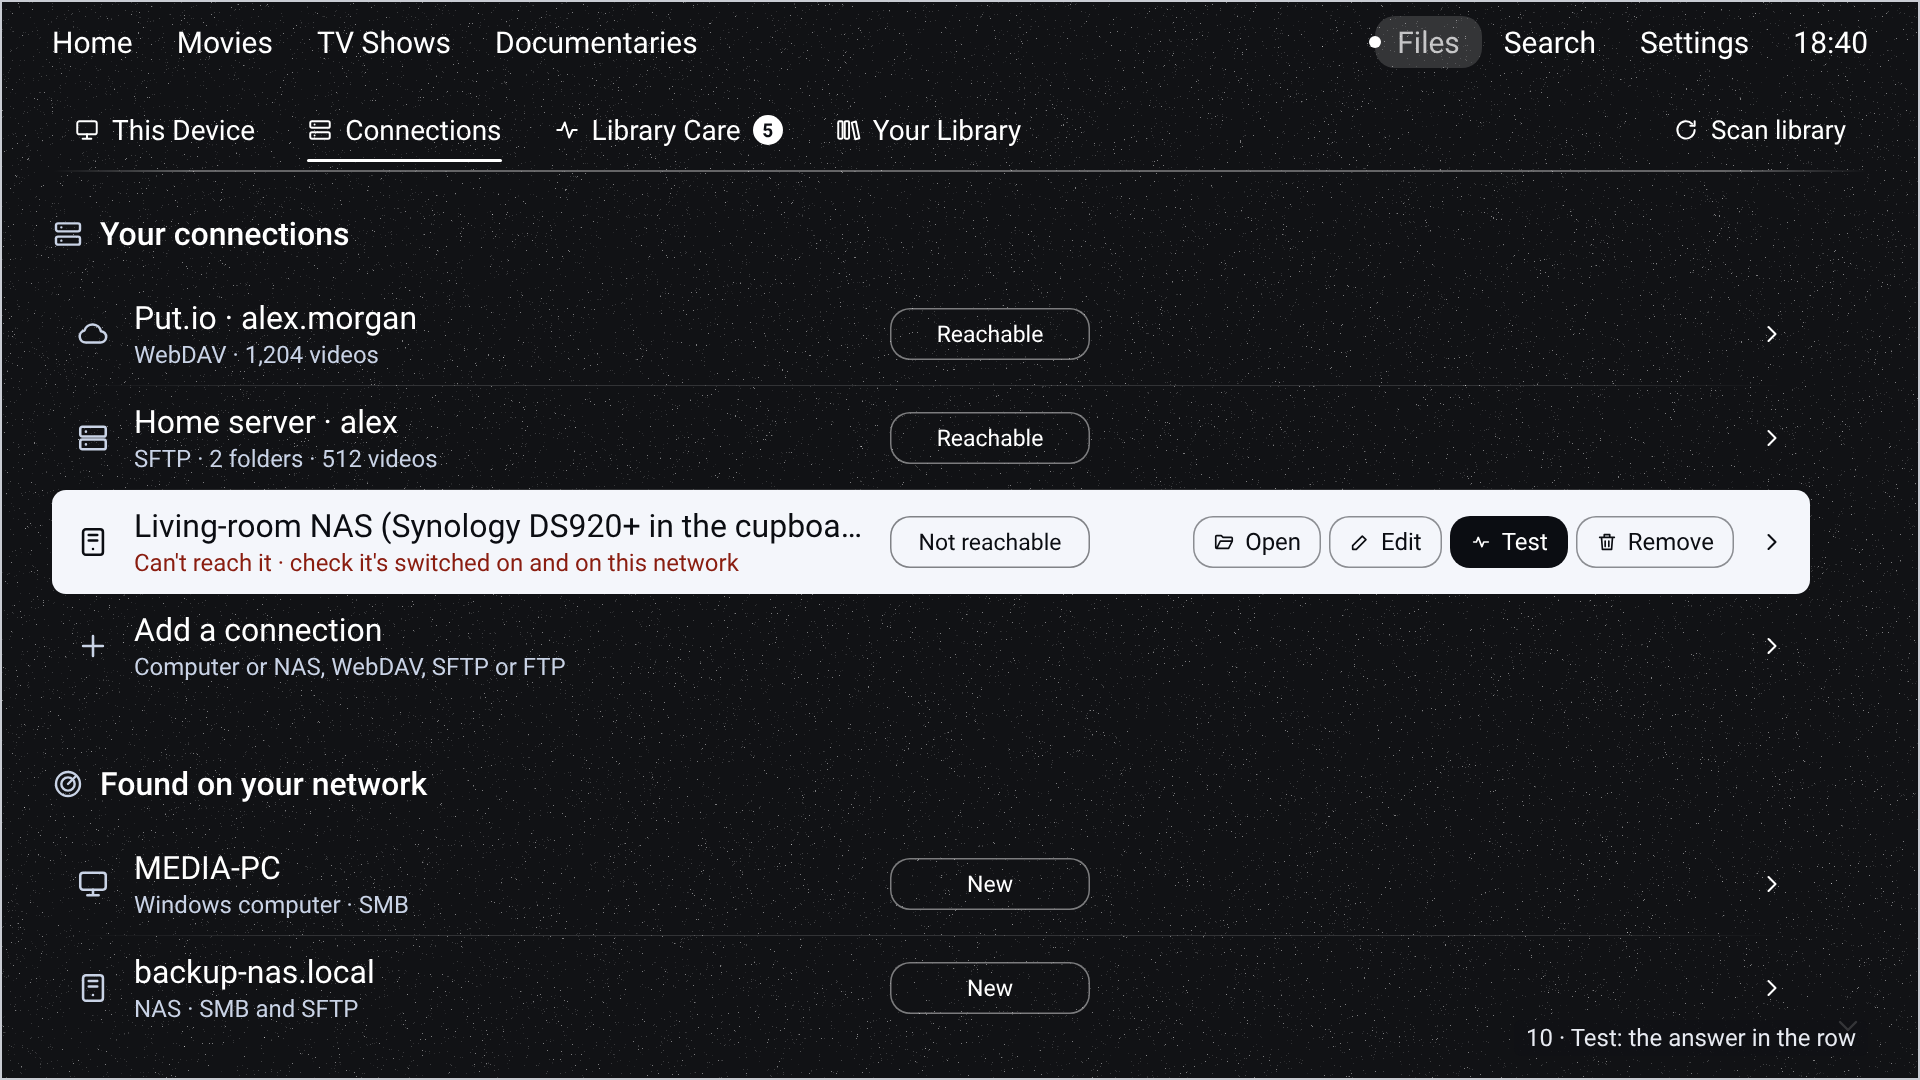 Home Movies TV Shows Documentaries Files Search Settings 18:40
This Device Connections Library Care 5 Your Library Scan library
Your connections
Put.io · alex.morgan
WebDAV · 1,204 videos
Reachable
Home server · alex
SFTP · 2 folders · 512 videos
Reachable
Living-room NAS (Synology DS920+ in the cupboa…
Can't reach it · check it's switched on and on this network
Not reachable
Open Edit Test Remove
Add a connection
Computer or NAS, WebDAV, SFTP or FTP
Found on your network
MEDIA-PC
Windows computer · SMB
New
backup-nas.local
NAS · SMB and SFTP
New
10 · Test: the answer in the row